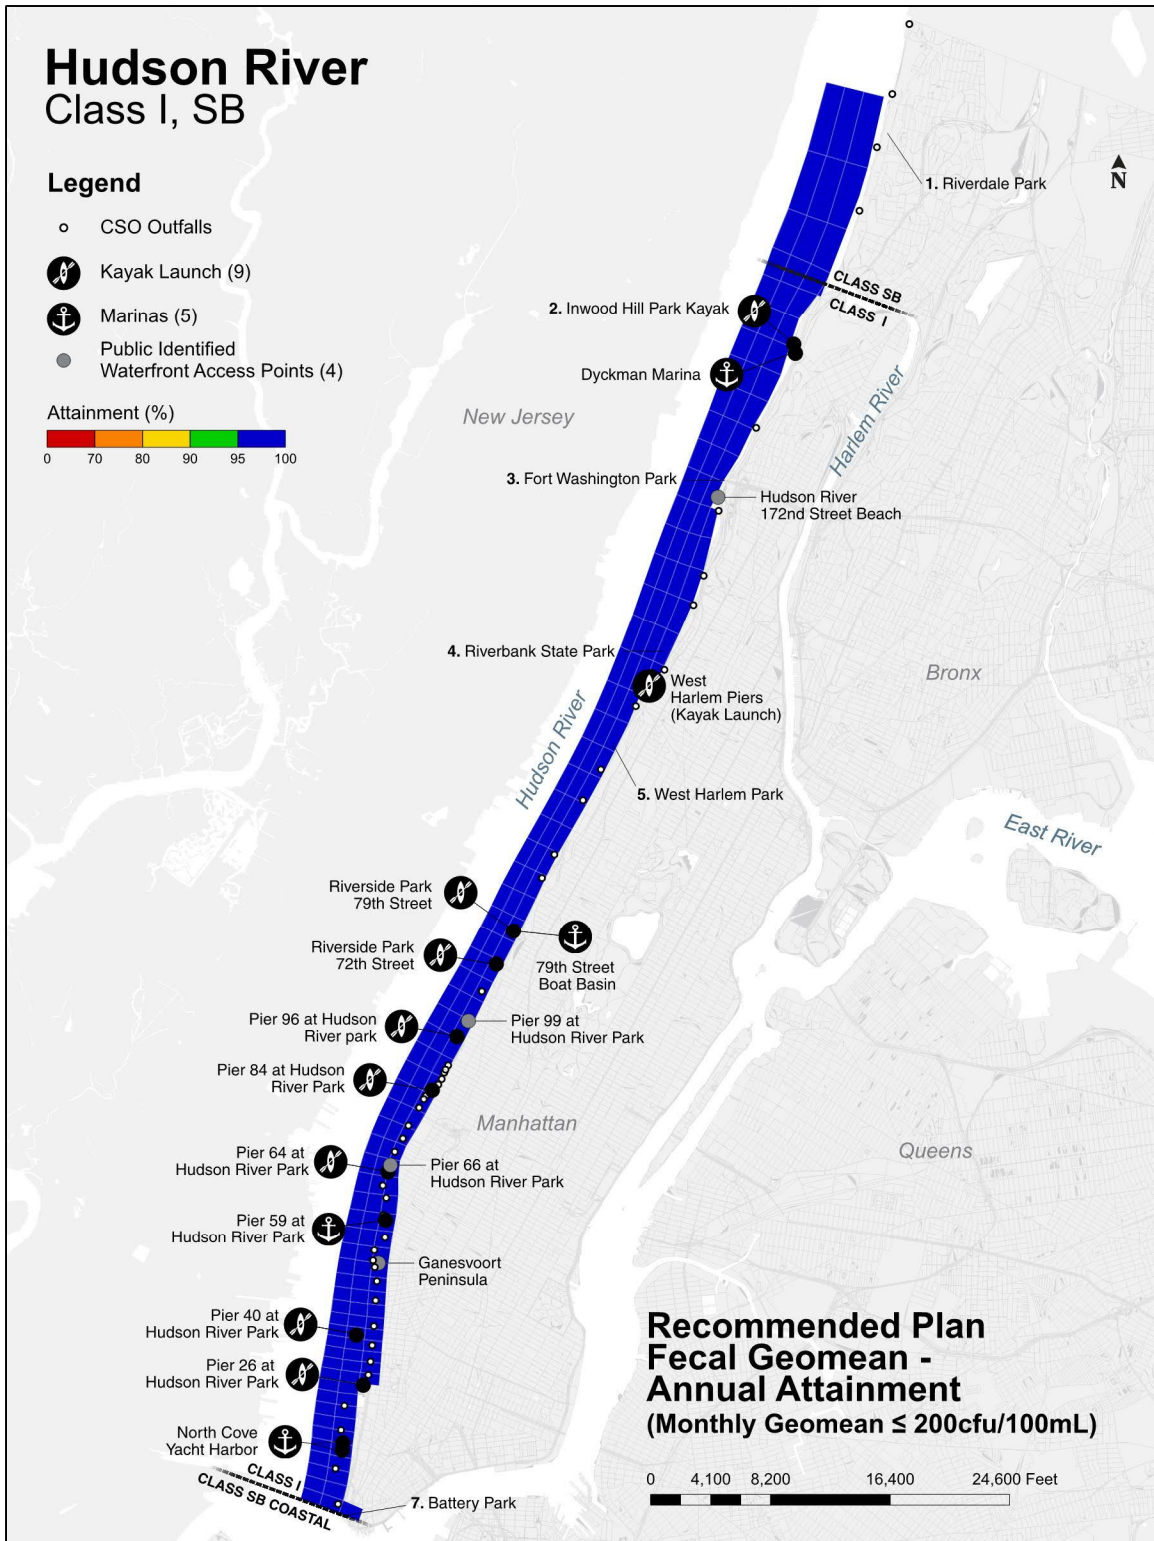 Hudson River
Class I, SB
Legend
CSO Outfalls
Kayak Launch (9)
Marinas (5)
Public Identified
Waterfront Access Points (4)
Attainment (%)
0 70 80 90 95 100
N
1. Riverdale Park
CLASS SB
CLASS I
2. Inwood Hill Park Kayak
Dyckman Marina
New Jersey
Harlem River
3. Fort Washington Park
Hudson River
172nd Street Beach
4. Riverbank State Park
West
Harlem Piers
(Kayak Launch)
Bronx
Hudson River
5. West Harlem Park
East River
Riverside Park
79th Street
Riverside Park
72th Street
79th Street
Boat Basin
Pier 96 at Hudson
River park
Pier 99 at
Hudson River Park
Pier 84 at Hudson
River Park
Manhattan
Queens
Pier 64 at
Hudson River Park
Pier 66 at
Hudson River Park
Pier 59 at
Hudson River Park
Ganesvoort
Peninsula
Pier 40 at
Hudson River Park
Pier 26 at
Hudson River Park
North Cove
Yacht Harbor
CLASS I
CLASS SB COASTAL
7. Battery Park
Recommended Plan
Fecal Geomean -
Annual Attainment
(Monthly Geomean ≤ 200cfu/100mL)
0 4,100 8,200 16,400 24,600 Feet